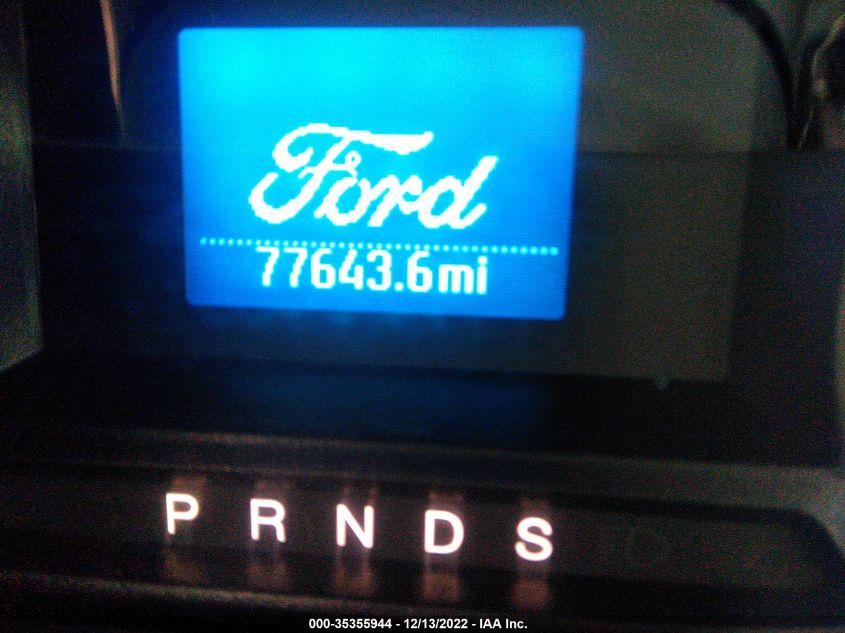 Ford
77643.6mi
P R N D S
000-35355944 - 12/13/2022 - IAA Inc.